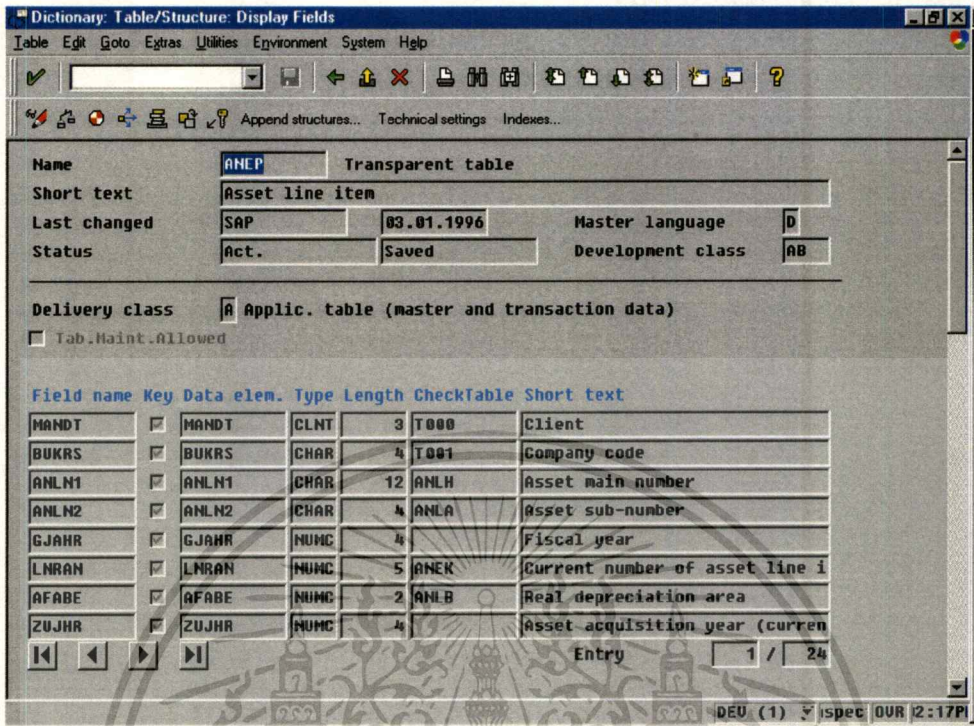 Dictionary: Table/Structure: Display Fields
Table Edit Goto Extras Utilities Environment System Help
Append structures... Technical settings Indexes...
Name ANEP Transparent table
Short text Asset line item
Last changed SAP 03.01.1996 Master language D
Status Act. Saved Development class AB
Delivery class A Applic. table (master and transaction data)
Tab.Maint.Allowed
Field name Key Data elem. Type Length CheckTable Short text
MANDT MANDT CLNT 3 T000 Client
BUKRS BUKRS CHAR 4 T001 Company code
ANLN1 ANLN1 CHAR 12 ANLH Asset main number
ANLN2 ANLN2 CHAR 4 ANLA Asset sub-number
GJAHR GJAHR NUMC 4 Fiscal year
LNRAN LNRAN NUMC 5 ANEK Current number of asset line i
AFABE AFABE NUMC 2 ANLB Real depreciation area
ZUJHR ZUJHR NUMC 4 Asset acquisition year (curren
Entry 1 / 24
DEV (1) ispec OVR 2:17P